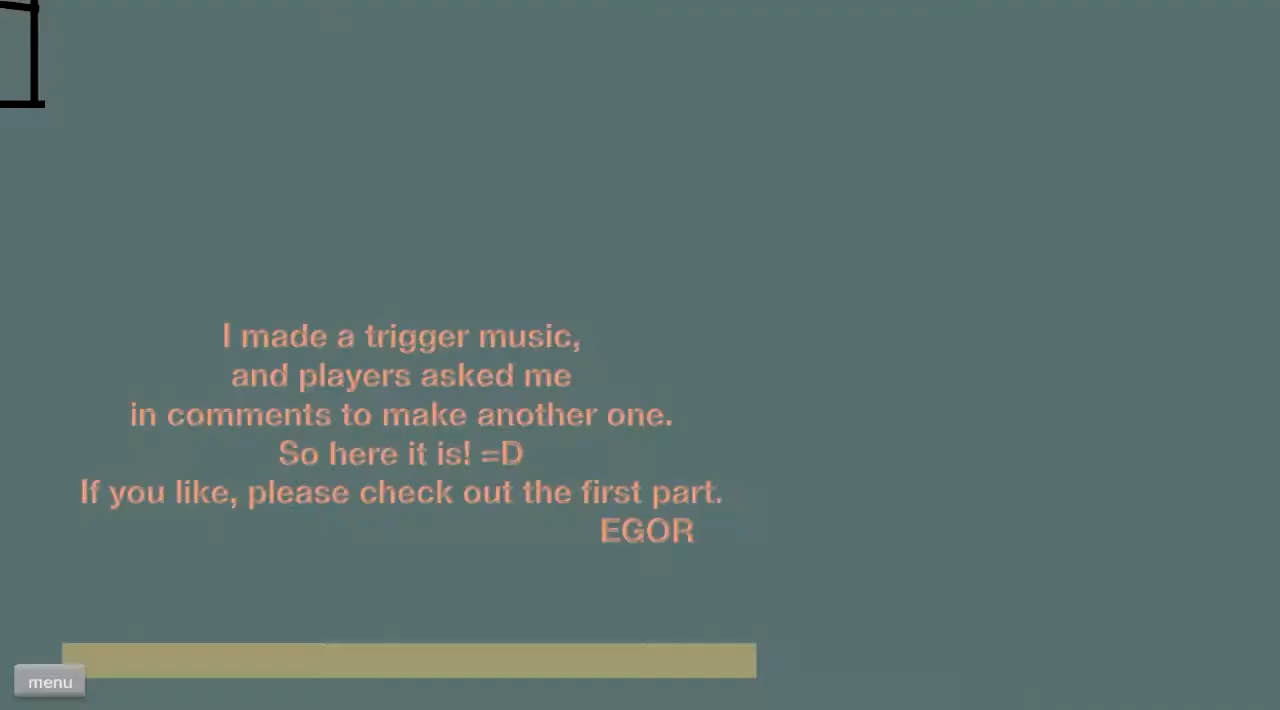 I made a trigger music,
and players asked me
in comments to make another one.
So here it is! =D
If you like, please check out the first part.
EGOR
menu